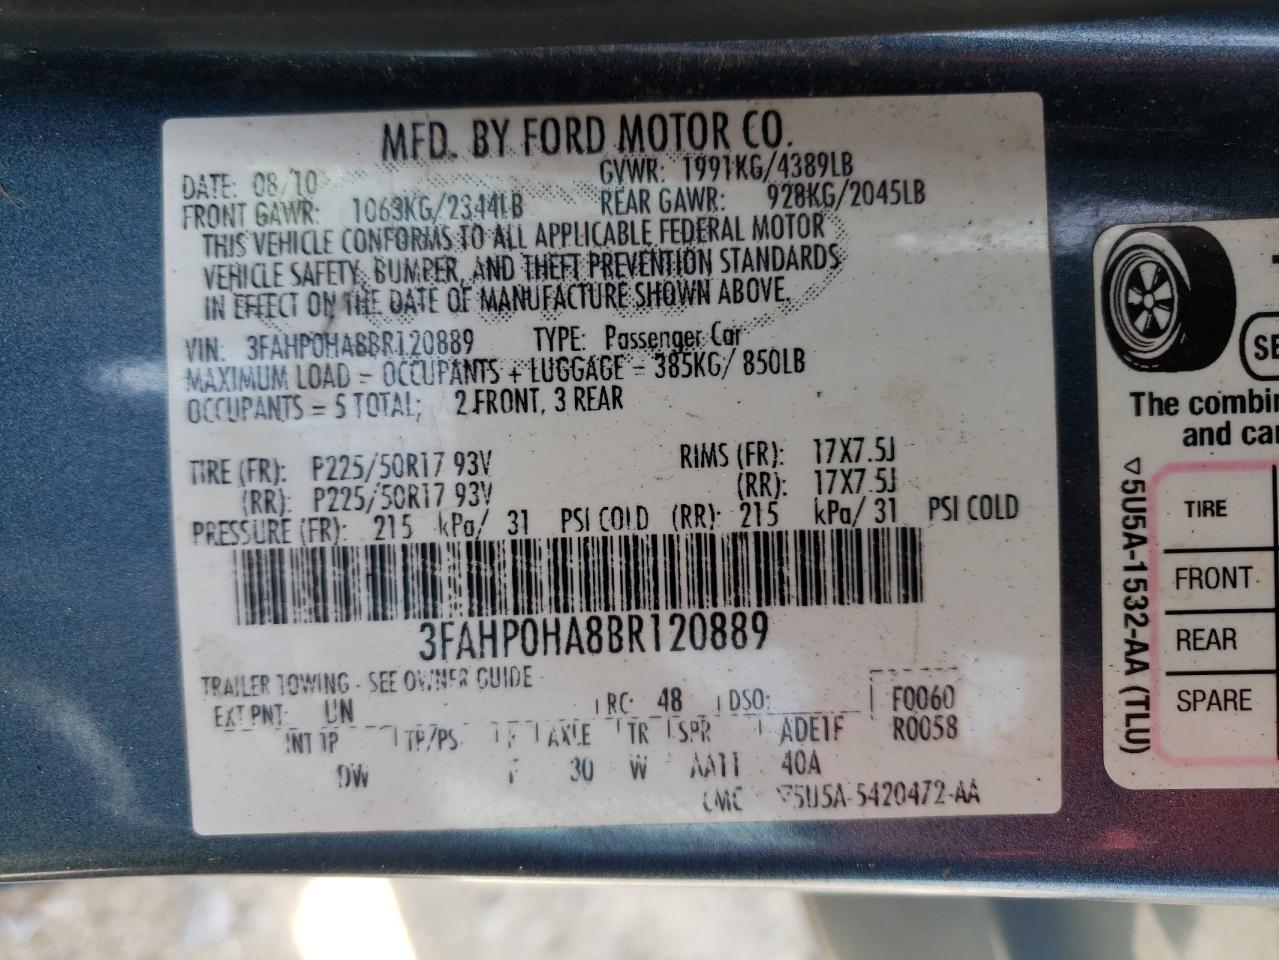 MFD. BY FORD MOTOR CO.
DATE: 08/10 GVWR: 1991KG/4389LB
FRONT GAWR: 1063KG/2344LB REAR GAWR: 928KG/2045LB
THIS VEHICLE CONFORMS TO ALL APPLICABLE FEDERAL MOTOR
VEHICLE SAFETY, BUMPER, AND THEFT PREVENTION STANDARDS
IN EFFECT ON THE DATE OF MANUFACTURE SHOWN ABOVE.
VIN: 3FAHP0HA8BR120889 TYPE: Passenger Car
MAXIMUM LOAD = OCCUPANTS + LUGGAGE = 385KG/ 850LB
OCCUPANTS = 5 TOTAL; 2 FRONT, 3 REAR
TIRE (FR): P225/50R17 93V RIMS (FR): 17X7.5J
(RR): P225/50R17 93V (RR): 17X7.5J
PRESSURE (FR): 215 kPa/ 31 PSI COLD (RR): 215 kPa/ 31 PSI COLD
3FAHP0HA8BR120889
TRAILER TOWING - SEE OWNER GUIDE
EXT PNT: UN RC: 48 DSO: F0060
INT TR TP/PS AXLE TR SPR ADE1F R0058
DW F 30 W AA11 40A
CMC ▽5U5A-5420472-AA
SE
The combin
and car
TIRE
FRONT
REAR
SPARE
▽5U5A-1532-AA (TLU)